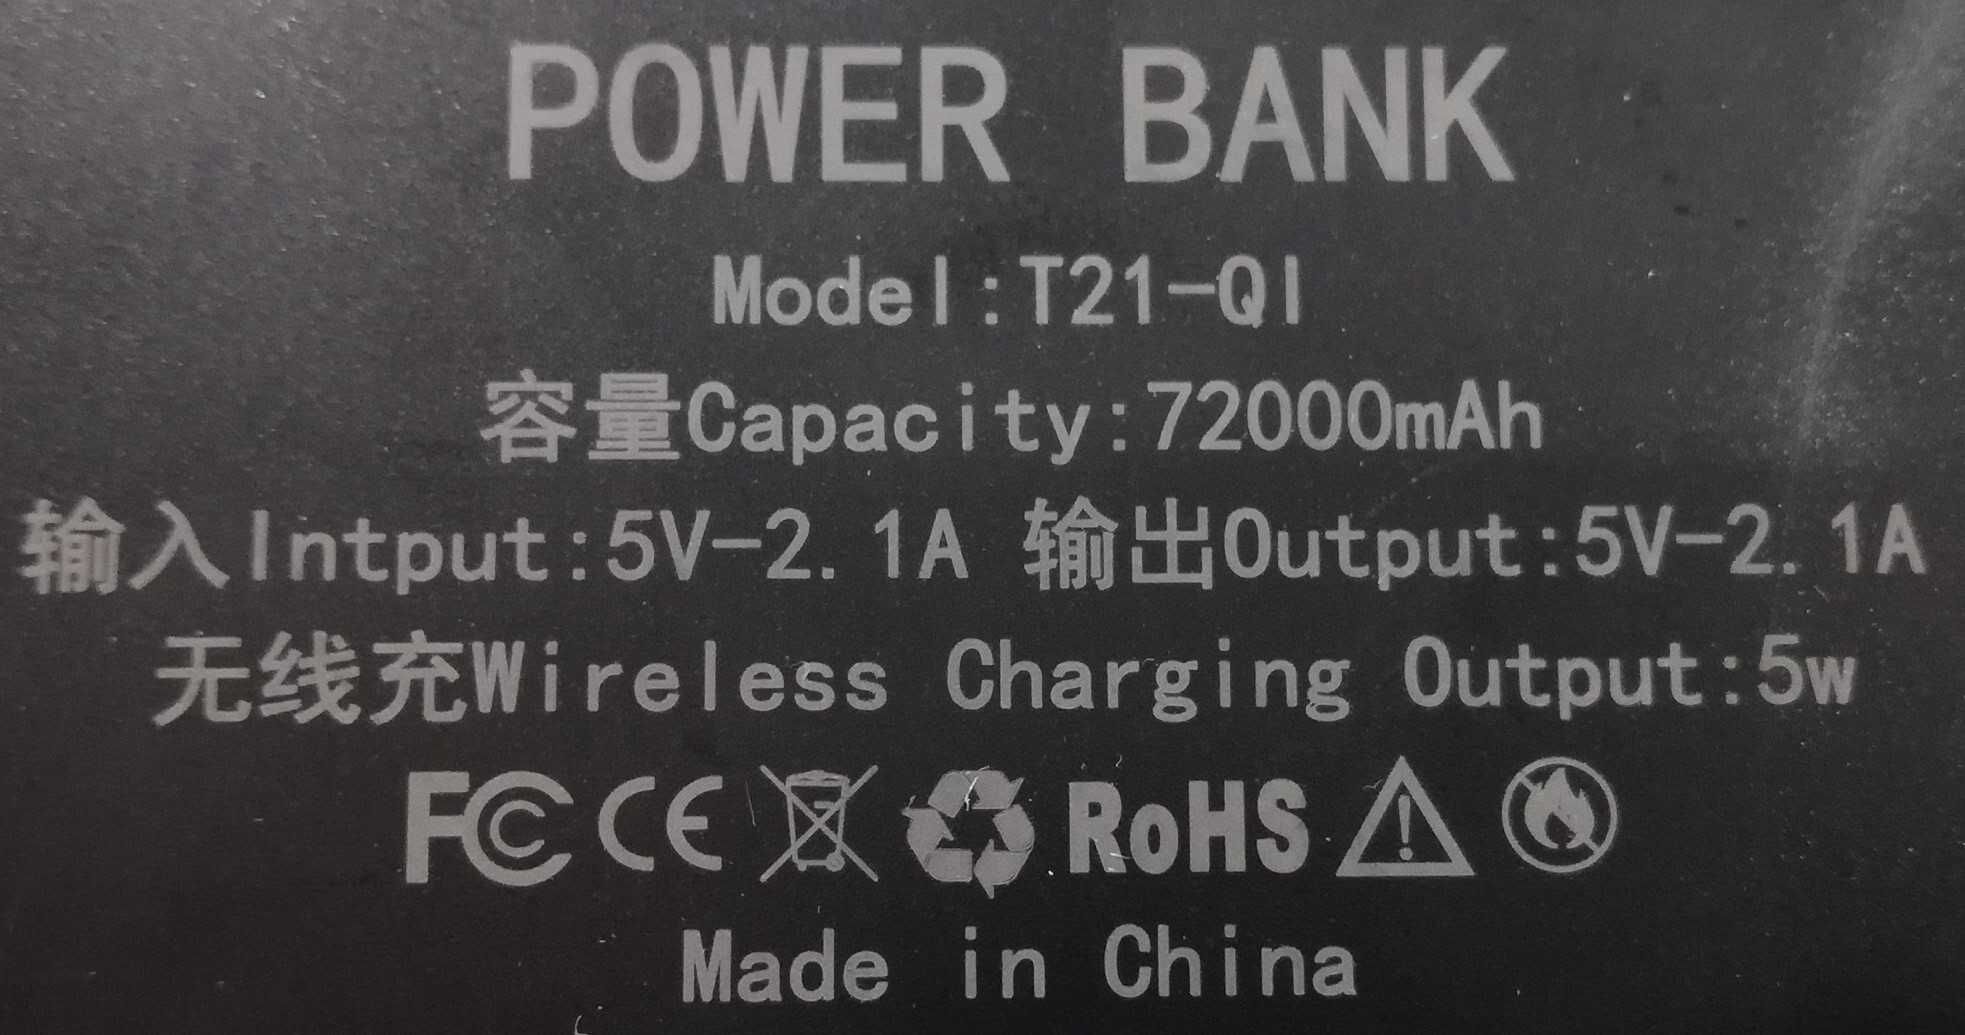 POWER BANK
Model:T21-QI
容量Capacity:72000mAh
输入Intput:5V-2.1A 输出Output:5V-2.1A
无线充Wireless Charging Output:5w
FC CE RoHS
Made in China